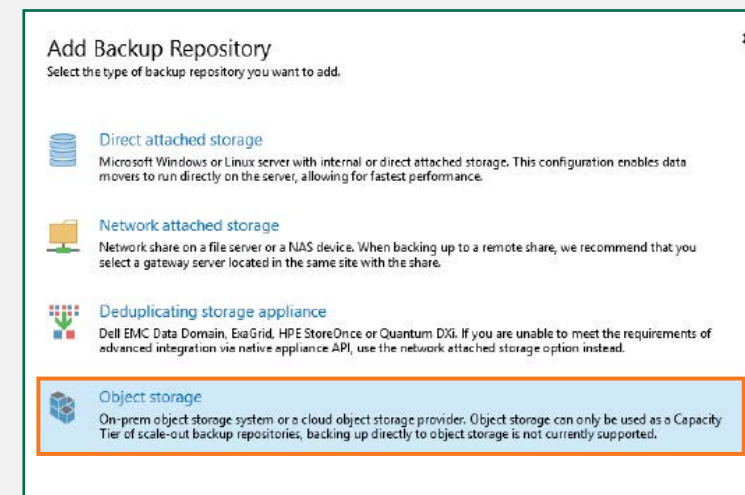 Add Backup Repository
Select the type of backup repository you want to add.
Direct attached storage
Microsoft Windows or Linux server with internal or direct attached storage. This configuration enables data
movers to run directly on the server, allowing for fastest performance.
Network attached storage
Network share on a file server or a NAS device. When backing up to a remote share, we recommend that you
select a gateway server located in the same site with the share.
Deduplicating storage appliance
Dell EMC Data Domain, ExaGrid, HPE StoreOnce or Quantum DXi. If you are unable to meet the requirements of
advanced integration via native appliance API, use the network attached storage option instead.
Object storage
On-prem object storage system or a cloud object storage provider. Object storage can only be used as a Capacity
Tier of scale-out backup repositories, backing up directly to object storage is not currently supported.